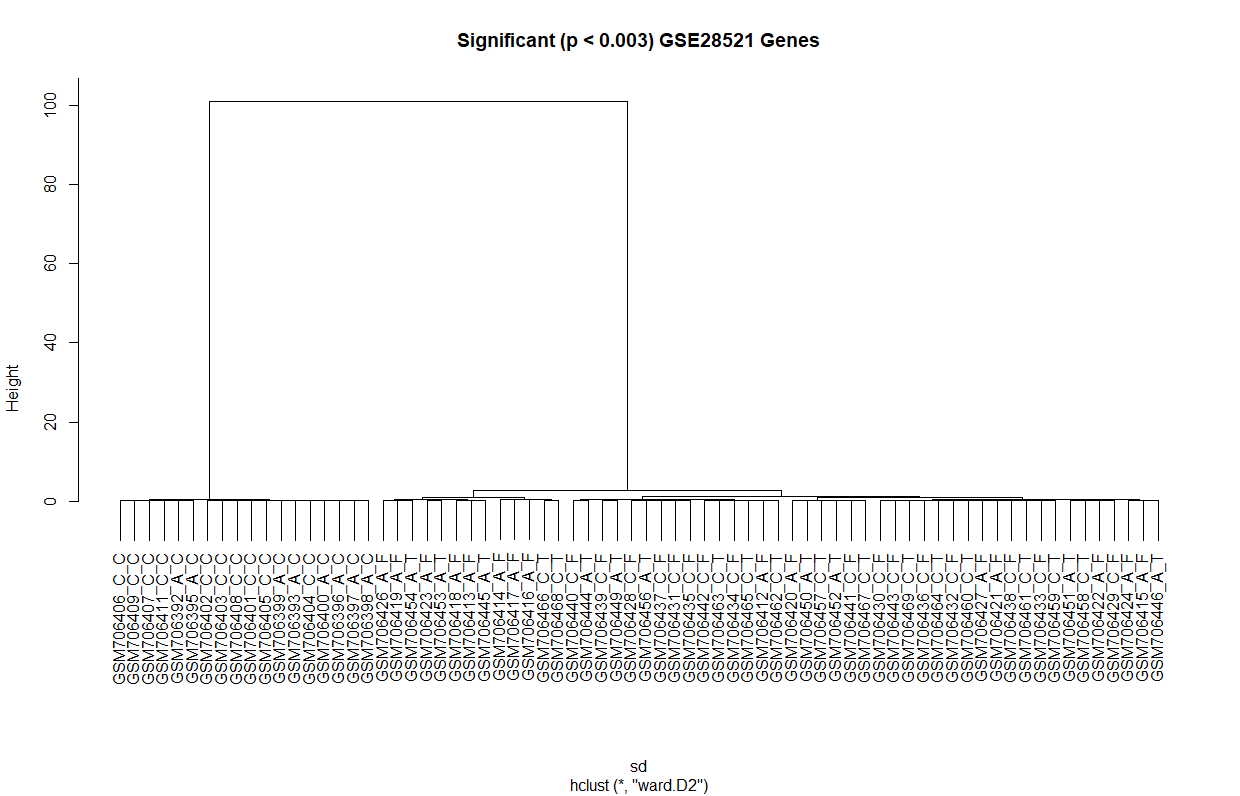 Significant (p < 0.003) GSE28521 Genes
Height
100
80
60
40
20
0
GSM706406_C_C
GSM706409_C_C
GSM706407_C_C
GSM706411_C_C
GSM706392_A_C
GSM706395_A_C
GSM706402_C_C
GSM706403_C_C
GSM706408_C_C
GSM706401_C_C
GSM706405_C_C
GSM706399_A_C
GSM706393_A_C
GSM706404_C_C
GSM706400_A_C
GSM706396_A_C
GSM706397_A_C
GSM706398_A_C
GSM706426_A_F
GSM706419_A_F
GSM706454_A_T
GSM706423_A_F
GSM706453_A_T
GSM706418_A_F
GSM706413_A_F
GSM706445_A_T
GSM706414_A_F
GSM706417_A_F
GSM706416_A_F
GSM706466_C_T
GSM706468_C_T
GSM706440_C_F
GSM706444_A_T
GSM706439_C_F
GSM706449_A_T
GSM706428_C_F
GSM706456_A_T
GSM706437_C_F
GSM706431_C_F
GSM706435_C_F
GSM706442_C_F
GSM706463_C_T
GSM706434_C_F
GSM706465_C_T
GSM706412_A_F
GSM706462_C_T
GSM706420_A_F
GSM706450_A_T
GSM706457_C_T
GSM706452_A_T
GSM706441_C_F
GSM706467_C_T
GSM706430_C_F
GSM706443_C_F
GSM706469_C_T
GSM706436_C_F
GSM706464_C_T
GSM706432_C_F
GSM706460_C_T
GSM706427_A_F
GSM706421_A_F
GSM706438_C_F
GSM706461_C_T
GSM706433_C_F
GSM706459_C_T
GSM706451_A_T
GSM706458_C_T
GSM706422_A_F
GSM706429_C_F
GSM706424_A_F
GSM706415_A_F
GSM706446_A_T
sd
hclust (*, "ward.D2")